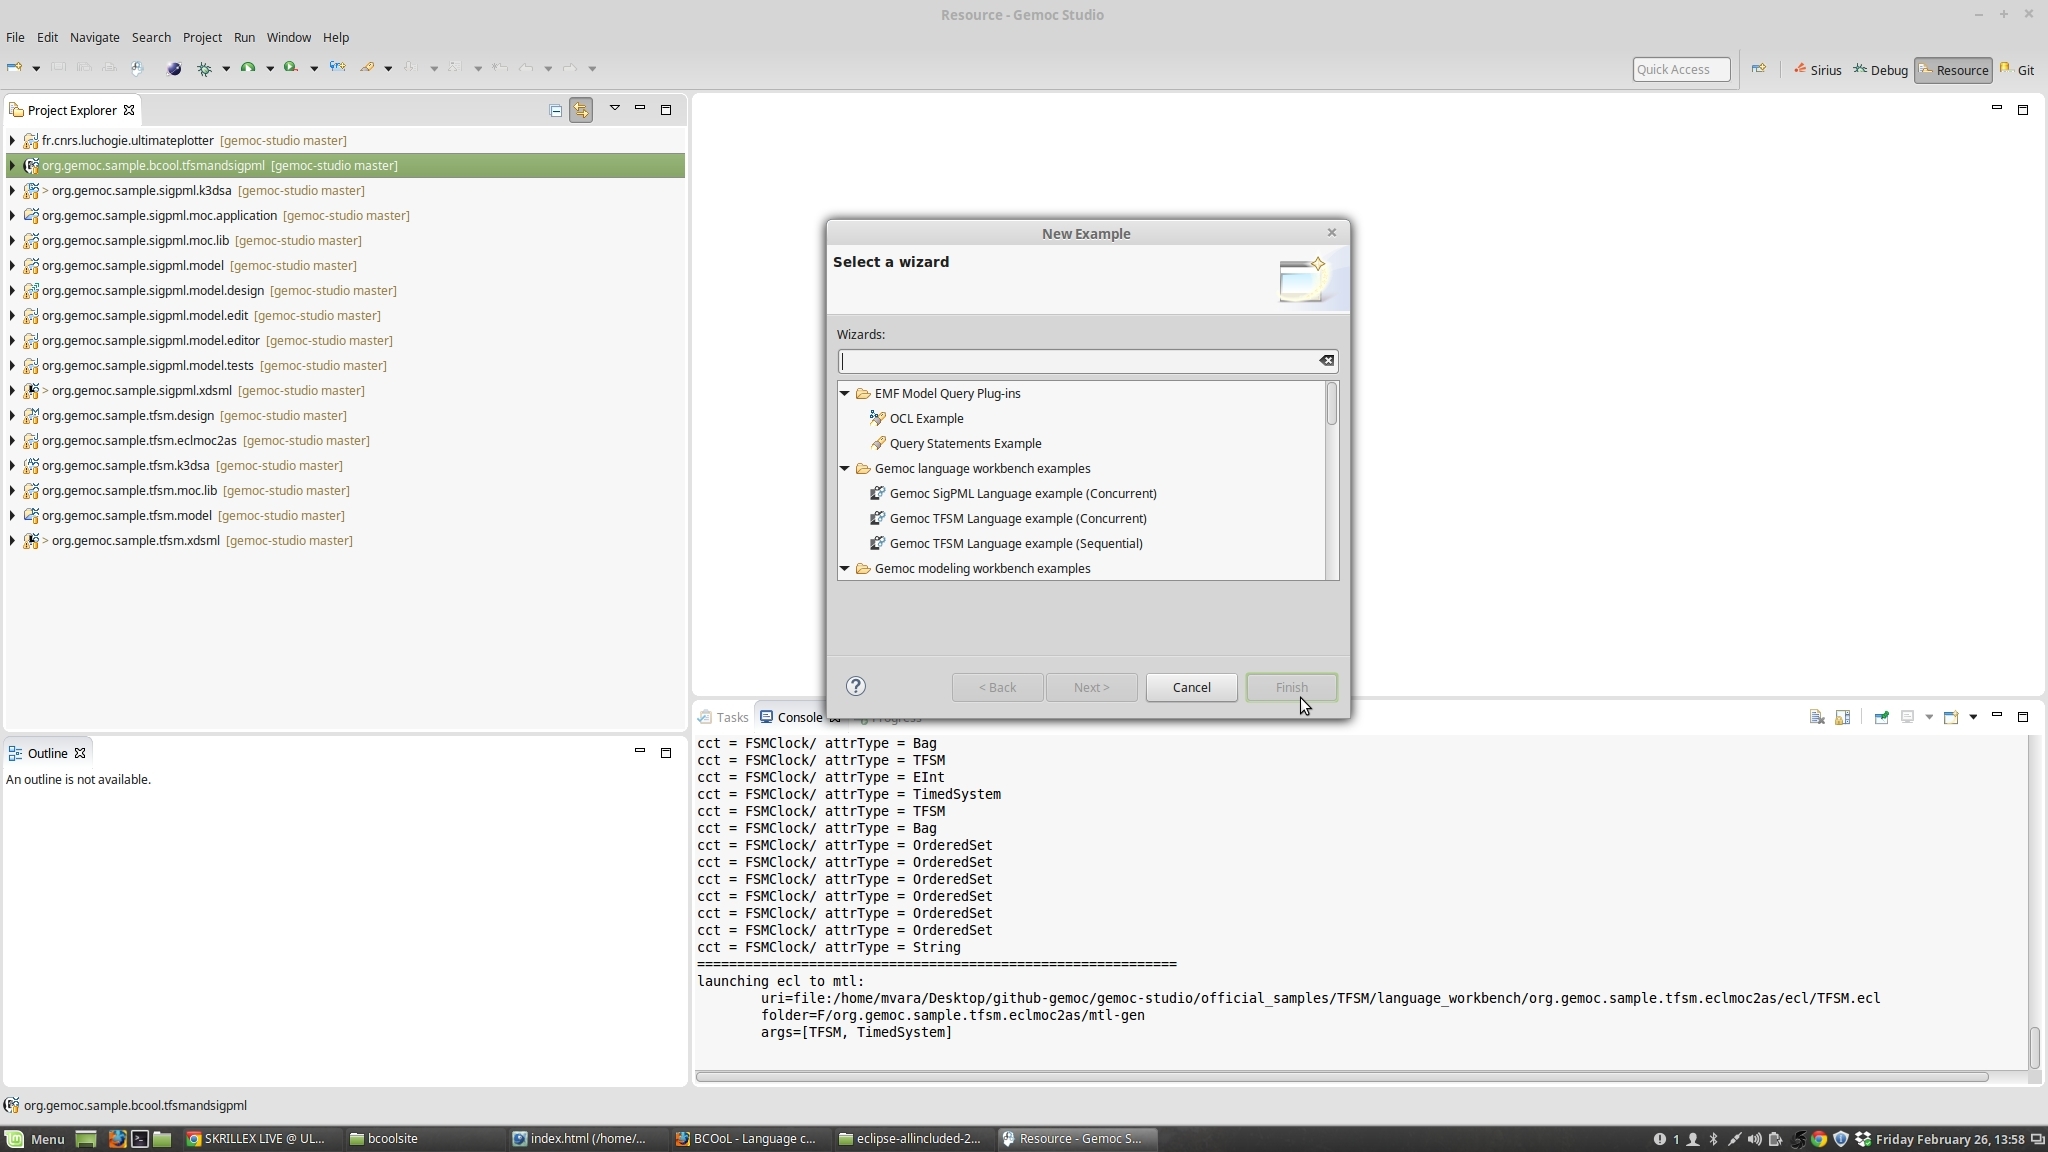 Resource - Gemoc Studio
File Edit Navigate Search Project Run Window Help
Quick Access
Sirius
Debug
Resource
Git
Project Explorer
fr.cnrs.luchogie.ultimateplotter [gemoc-studio master]
org.gemoc.sample.bcool.tfsmandsigpml [gemoc-studio master]
> org.gemoc.sample.sigpml.k3dsa [gemoc-studio master]
org.gemoc.sample.sigpml.moc.application [gemoc-studio master]
org.gemoc.sample.sigpml.moc.lib [gemoc-studio master]
org.gemoc.sample.sigpml.model [gemoc-studio master]
org.gemoc.sample.sigpml.model.design [gemoc-studio master]
org.gemoc.sample.sigpml.model.edit [gemoc-studio master]
org.gemoc.sample.sigpml.model.editor [gemoc-studio master]
org.gemoc.sample.sigpml.model.tests [gemoc-studio master]
> org.gemoc.sample.sigpml.xdsml [gemoc-studio master]
org.gemoc.sample.tfsm.design [gemoc-studio master]
org.gemoc.sample.tfsm.eclmoc2as [gemoc-studio master]
org.gemoc.sample.tfsm.k3dsa [gemoc-studio master]
org.gemoc.sample.tfsm.moc.lib [gemoc-studio master]
org.gemoc.sample.tfsm.model [gemoc-studio master]
> org.gemoc.sample.tfsm.xdsml [gemoc-studio master]
Outline
An outline is not available.
New Example
Select a wizard
Wizards:
EMF Model Query Plug-ins
OCL Example
Query Statements Example
Gemoc language workbench examples
Gemoc SigPML Language example (Concurrent)
Gemoc TFSM Language example (Concurrent)
Gemoc TFSM Language example (Sequential)
Gemoc modeling workbench examples
?
< Back
Next >
Cancel
Finish
Tasks
Console
Progress
cct = FSMClock/ attrType = Bag
cct = FSMClock/ attrType = TFSM
cct = FSMClock/ attrType = EInt
cct = FSMClock/ attrType = TimedSystem
cct = FSMClock/ attrType = TFSM
cct = FSMClock/ attrType = Bag
cct = FSMClock/ attrType = OrderedSet
cct = FSMClock/ attrType = OrderedSet
cct = FSMClock/ attrType = OrderedSet
cct = FSMClock/ attrType = OrderedSet
cct = FSMClock/ attrType = OrderedSet
cct = FSMClock/ attrType = OrderedSet
cct = FSMClock/ attrType = String
============================================================
launching ecl to mtl:
uri=file:/home/mvara/Desktop/github-gemoc/gemoc-studio/official_samples/TFSM/language_workbench/org.gemoc.sample.tfsm.eclmoc2as/ecl/TFSM.ecl
folder=F/org.gemoc.sample.tfsm.eclmoc2as/mtl-gen
args=[TFSM, TimedSystem]
org.gemoc.sample.bcool.tfsmandsigpml
Menu
SKRILLEX LIVE @ UL...
bcoolsite
index.html (/home/...
BCOoL - Language c...
eclipse-allincluded-2...
Resource - Gemoc S...
1
Friday February 26, 13:58